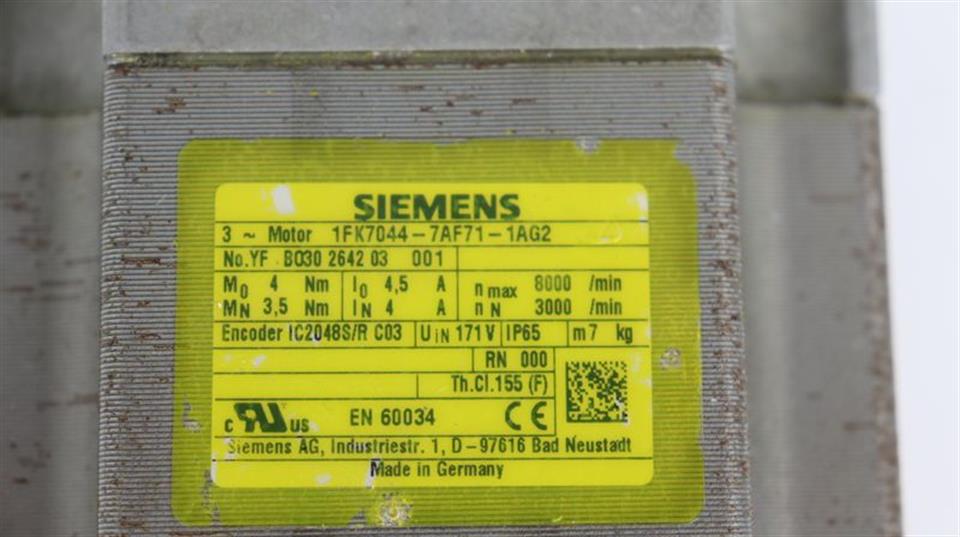 SIEMENS
3 ~ Motor 1FK7044-7AF71-1AG2
No.YF BO30 2642 03 001
M0 4 Nm I0 4,5 A n max 8000 /min
MN 3,5 Nm IN 4 A n N 3000 /min
Encoder IC2048S/R C03 UIN 171 V IP65 m 7 kg
RN 000
Th.Cl.155 (F)
c RU US EN 60034 CE
Siemens AG, Industriestr. 1, D-97616 Bad Neustadt
Made in Germany